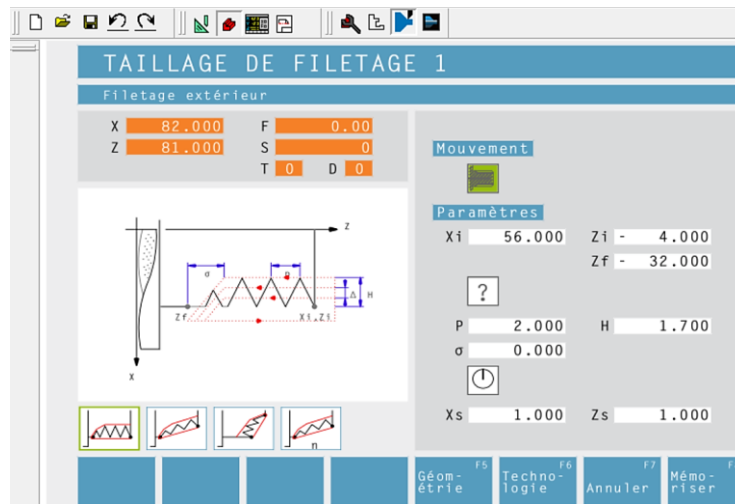 TAILLAGE DE FILETAGE 1
Filetage extérieur
X 82.000 F 0.00
Z 81.000 S 0
T 0 D 0
Mouvement
Paramètres
Xi 56.000 Zi - 4.000
Zf - 32.000
?
P 2.000 H 1.700
σ 0.000
Xs 1.000 Zs 1.000
Z
σ P
Δ H
Zf Xi,Zi
X
n
F5 F6 F7
Géom- Techno- Annuler Mémo-
étrie logie riser